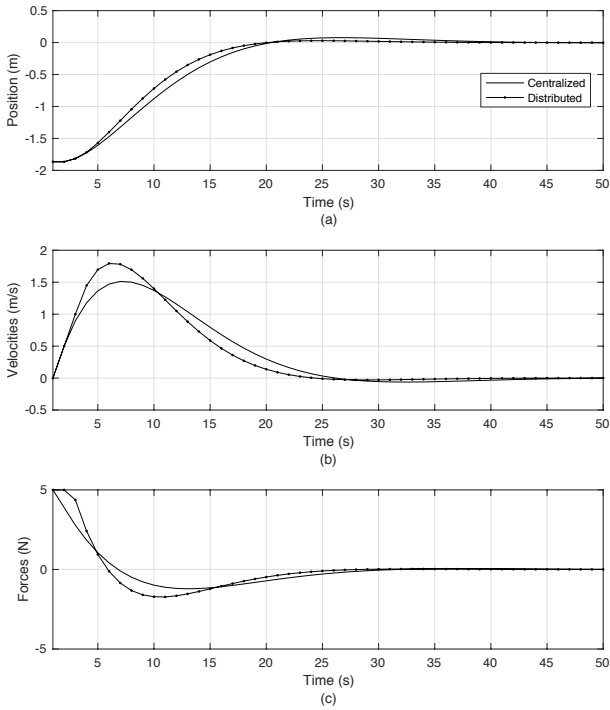 0.5
0
-0.5
-1
-1.5
-2
Position (m)
Centralized
Distributed
5 10 15 20 25 30 35 40 45 50
Time (s)
(a)
2
1.5
1
0.5
0
-0.5
Velocities (m/s)
5 10 15 20 25 30 35 40 45 50
Time (s)
(b)
5
0
-5
Forces (N)
5 10 15 20 25 30 35 40 45 50
Time (s)
(c)